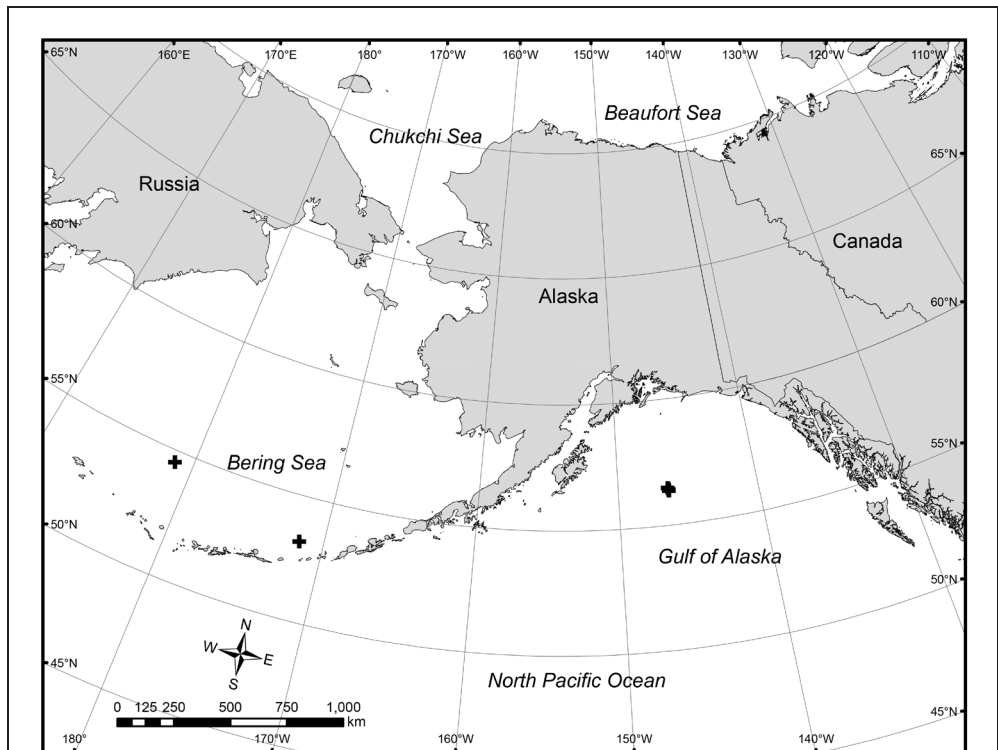 65°N 160°E 170°E 180° 170°W 160°W 150°W 140°W 130°W 120°W 110°W
Beaufort Sea
Chukchi Sea
65°N
Russia
60°N
Canada
Alaska
60°N
55°N
55°N
Bering Sea
50°N
Gulf of Alaska
50°N
N
W
E
S
45°N
North Pacific Ocean
0 125 250 500 750 1,000
km
45°N
180° 170°W 160°W 150°W 140°W